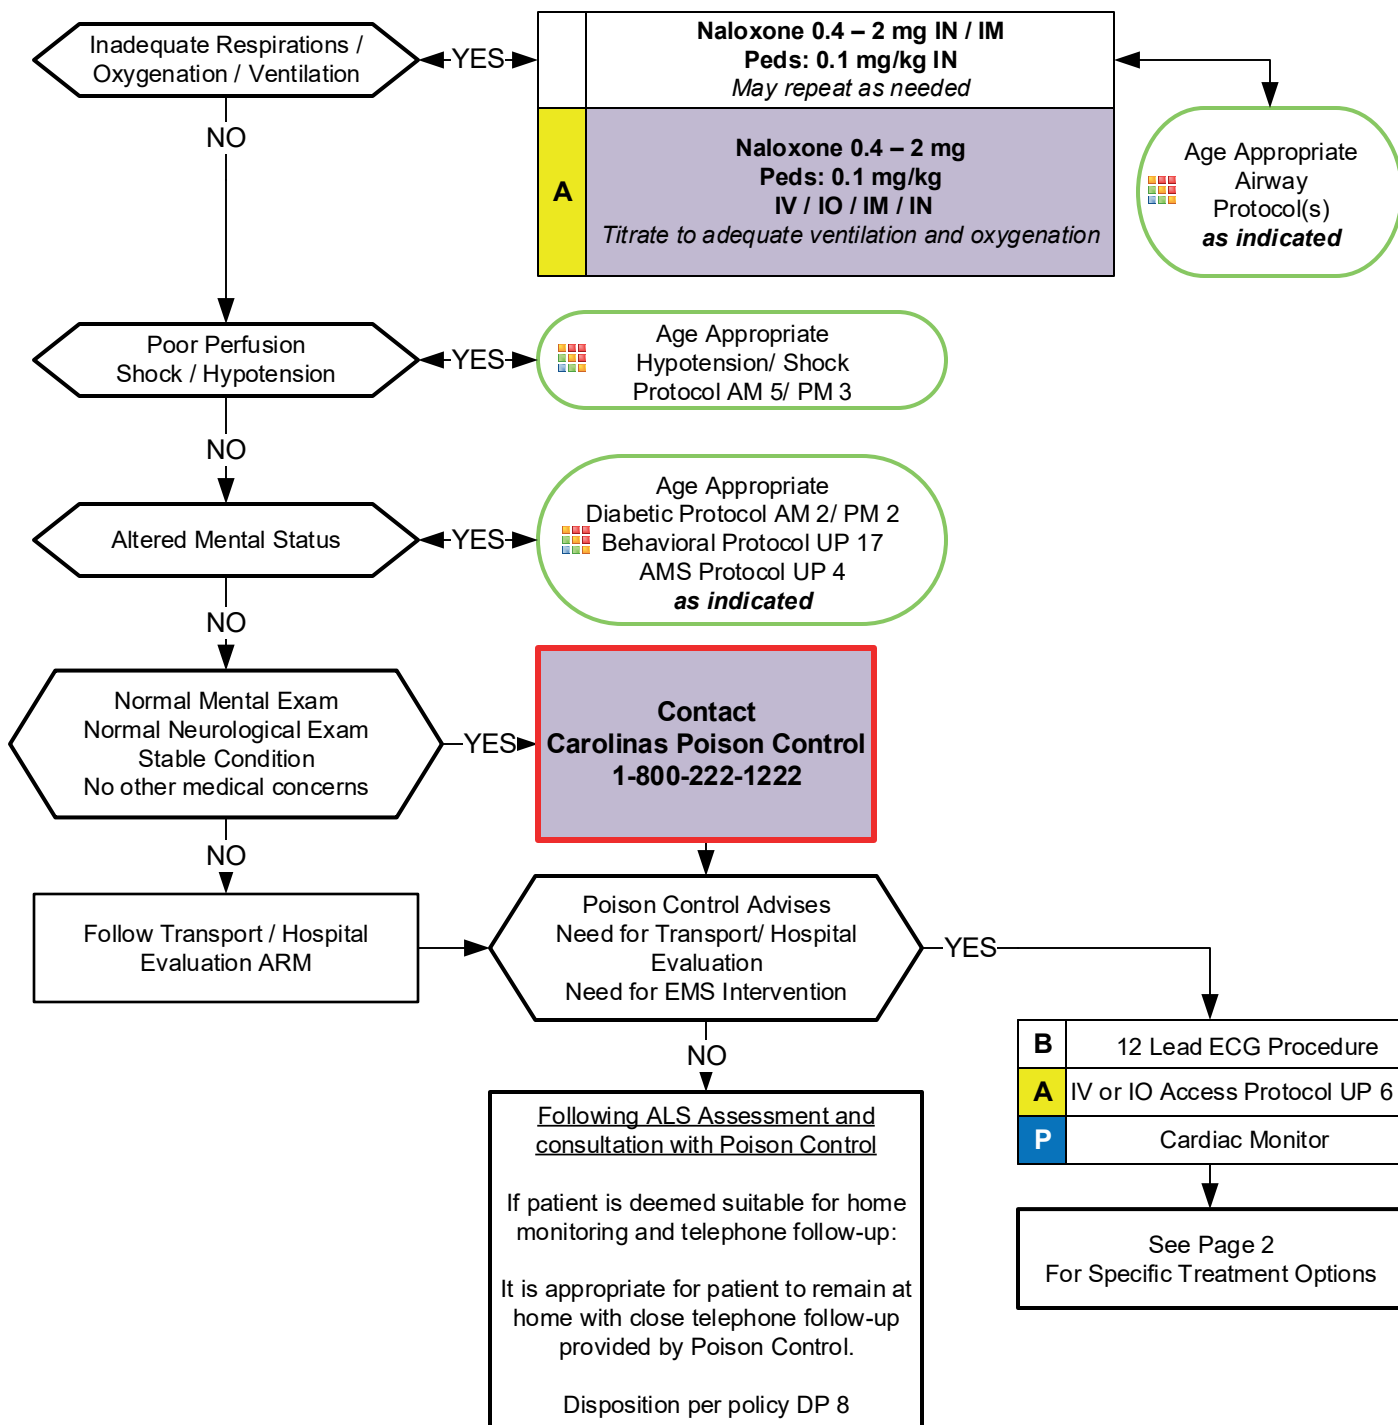 Inadequate Respirations /
Oxygenation / Ventilation
YES
Naloxone 0.4 – 2 mg IN / IM
Peds: 0.1 mg/kg IN
May repeat as needed
A
Naloxone 0.4 – 2 mg
Peds: 0.1 mg/kg
IV / IO / IM / IN
Titrate to adequate ventilation and oxygenation
Age Appropriate
Airway
Protocol(s)
as indicated
NO
Poor Perfusion
Shock / Hypotension
YES
Age Appropriate
Hypotension/ Shock
Protocol AM 5/ PM 3
NO
Altered Mental Status
YES
Age Appropriate
Diabetic Protocol AM 2/ PM 2
Behavioral Protocol UP 17
AMS Protocol UP 4
as indicated
NO
Normal Mental Exam
Normal Neurological Exam
Stable Condition
No other medical concerns
YES
Contact
Carolinas Poison Control
1-800-222-1222
NO
Follow Transport / Hospital
Evaluation ARM
Poison Control Advises
Need for Transport/ Hospital
Evaluation
Need for EMS Intervention
YES
B
12 Lead ECG Procedure
A
IV or IO Access Protocol UP 6
P
Cardiac Monitor
See Page 2
For Specific Treatment Options
NO
Following ALS Assessment and
consultation with Poison Control
If patient is deemed suitable for home
monitoring and telephone follow-up:
It is appropriate for patient to remain at
home with close telephone follow-up
provided by Poison Control.
Disposition per policy DP 8